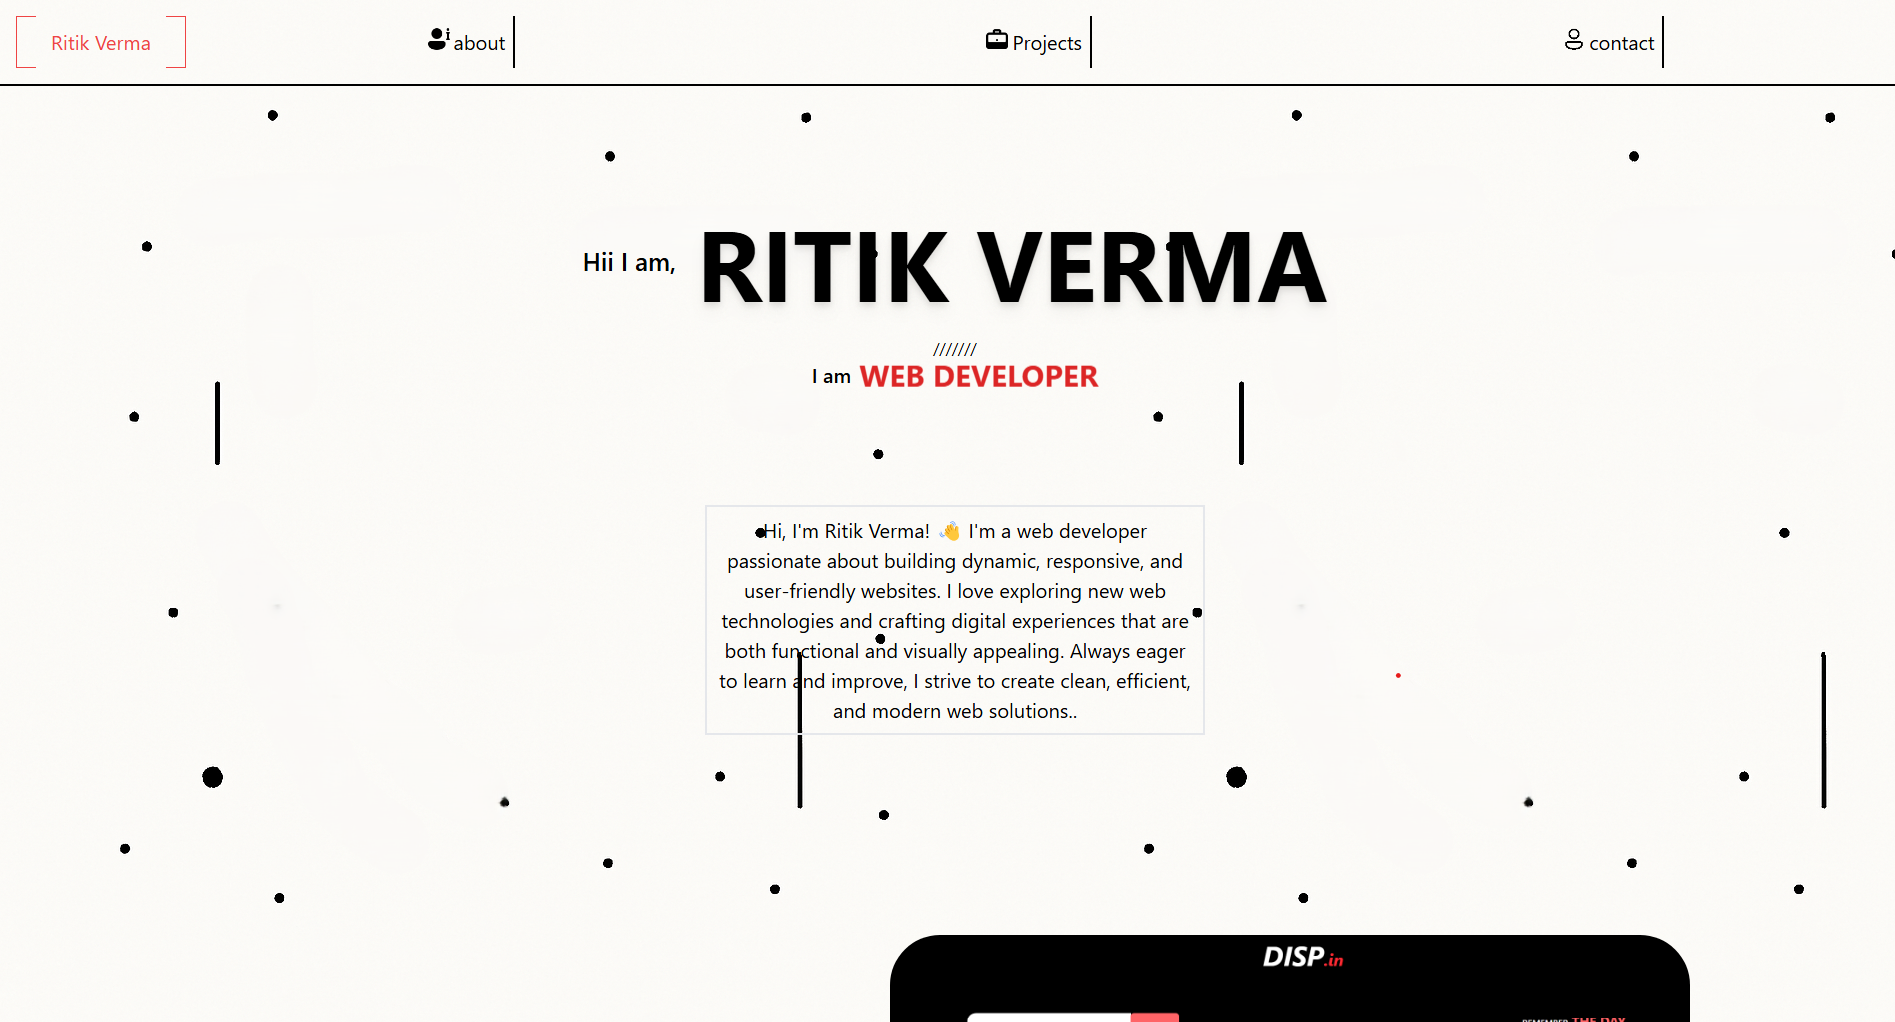 Ritik Verma
about
Projects
contact
Hii I am, RITIK VERMA
///////
I am WEB DEVELOPER
Hi, I'm Ritik Verma! 👋 I'm a web developer
passionate about building dynamic, responsive, and
user-friendly websites. I love exploring new web
technologies and crafting digital experiences that are
both functional and visually appealing. Always eager
to learn and improve, I strive to create clean, efficient,
and modern web solutions..
DISP.in
REMEMBER THE DAY